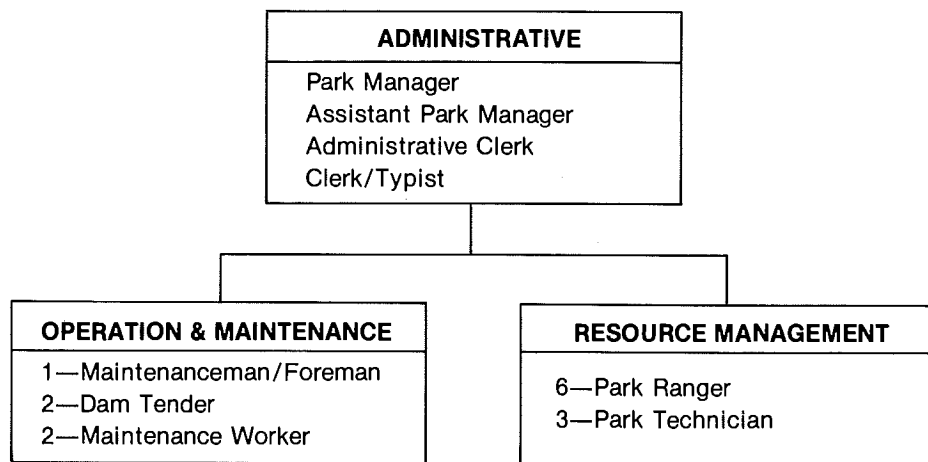 ADMINISTRATIVE
Park Manager
Assistant Park Manager
Administrative Clerk
Clerk/Typist
OPERATION & MAINTENANCE
1—Maintenanceman/Foreman
2—Dam Tender
2—Maintenance Worker
RESOURCE MANAGEMENT
6—Park Ranger
3—Park Technician